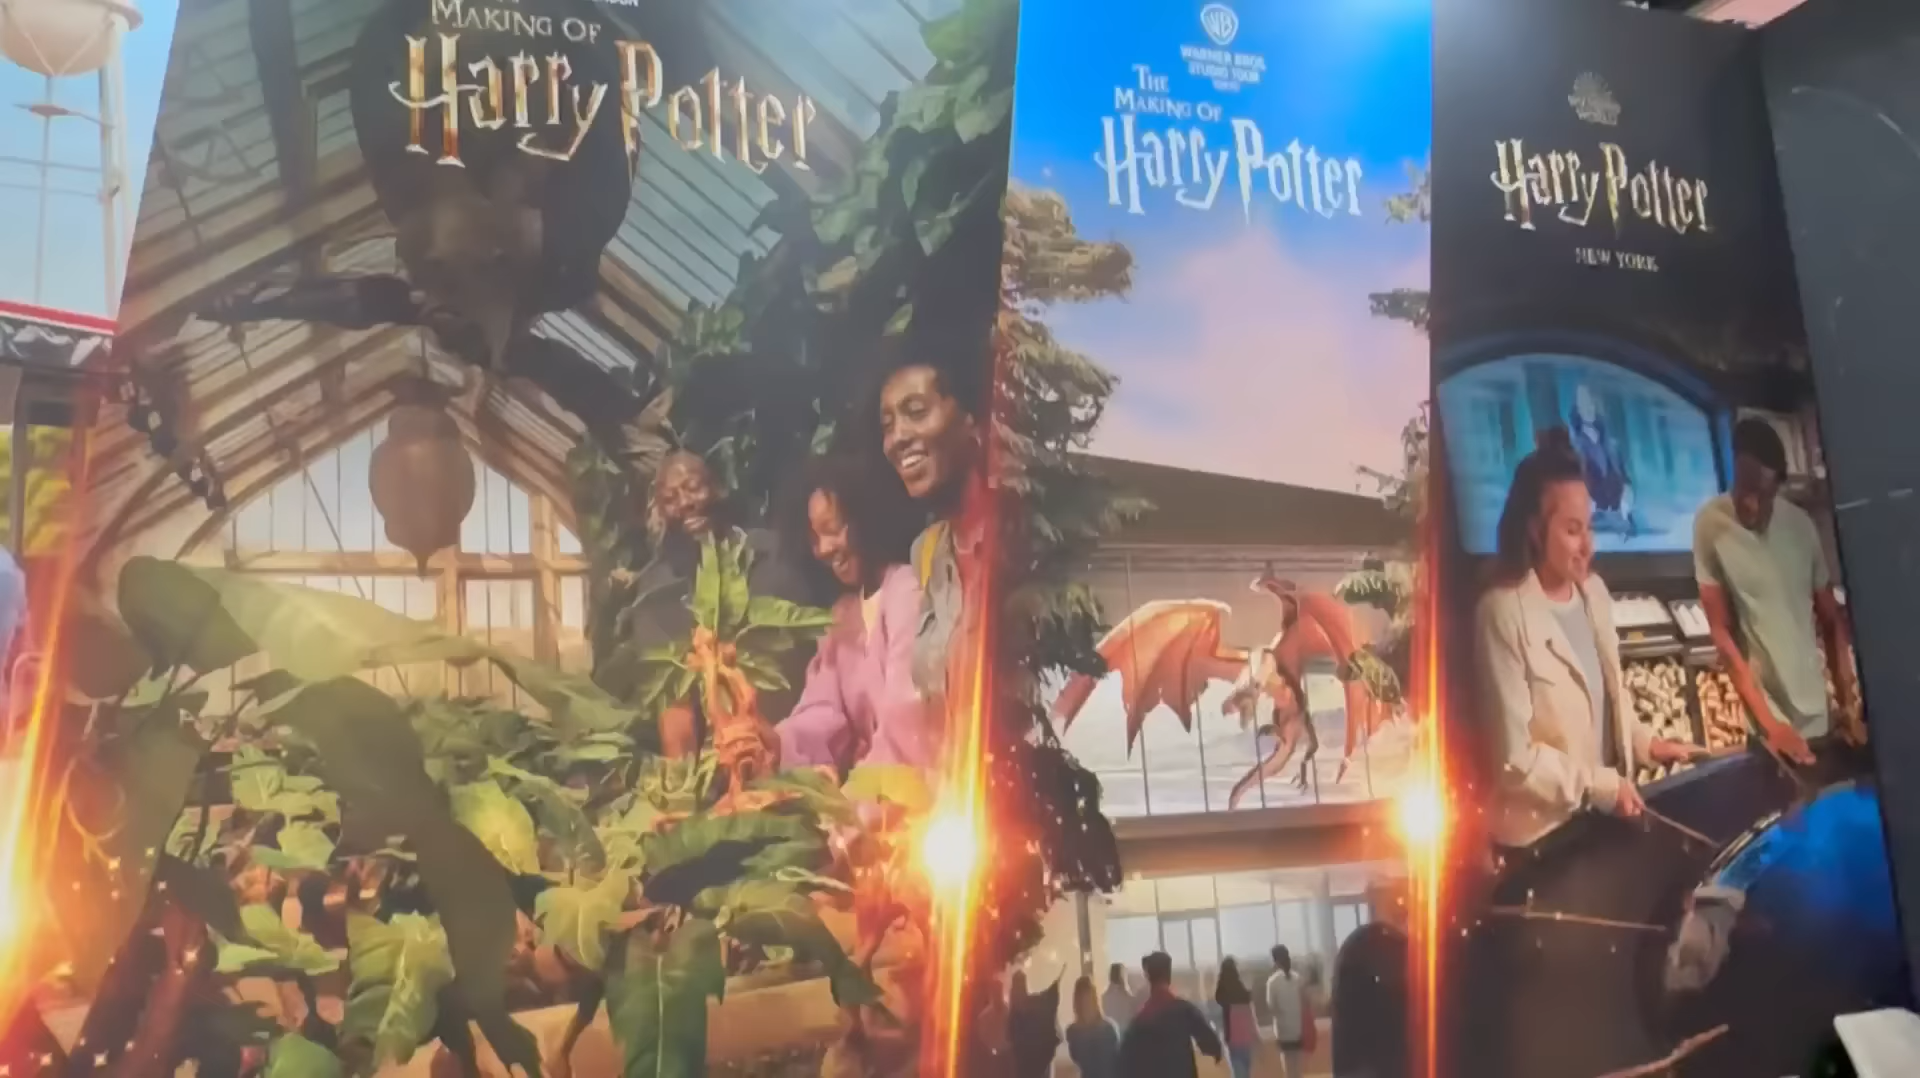 MAKING OF
Harry Potter
WARNER BROS.
STUDIO TOUR
THE
MAKING OF
Harry Potter
Harry Potter
NEW YORK